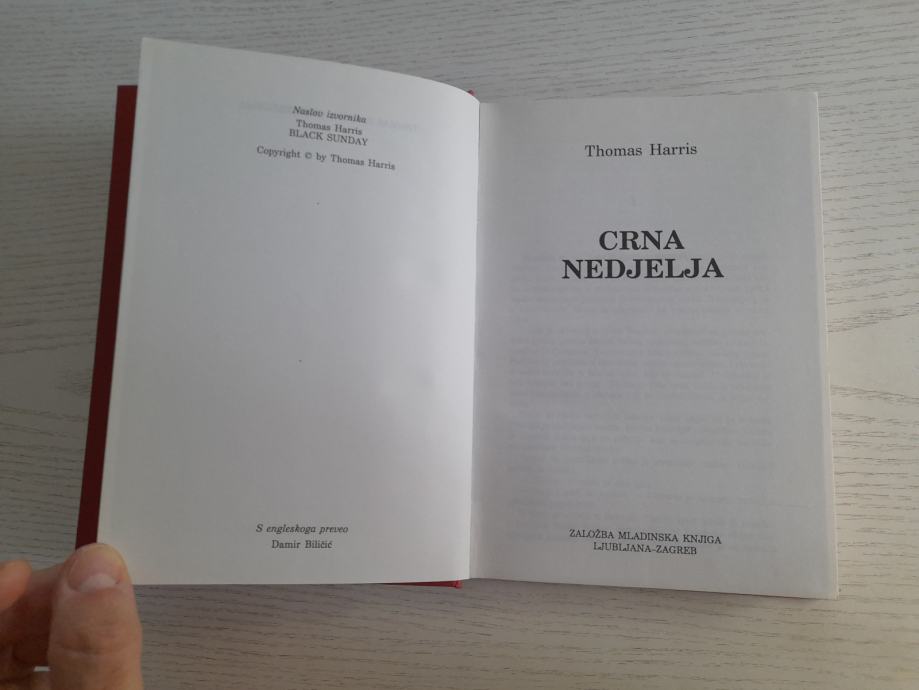 Naslov izvornika
Thomas Harris
BLACK SUNDAY
Copyright © by Thomas Harris
S engleskoga preveo
Damir Biličić
Thomas Harris
CRNA
NEDJELJA
ZALOŽBA MLADINSKA KNJIGA
LJUBLJANA–ZAGREB